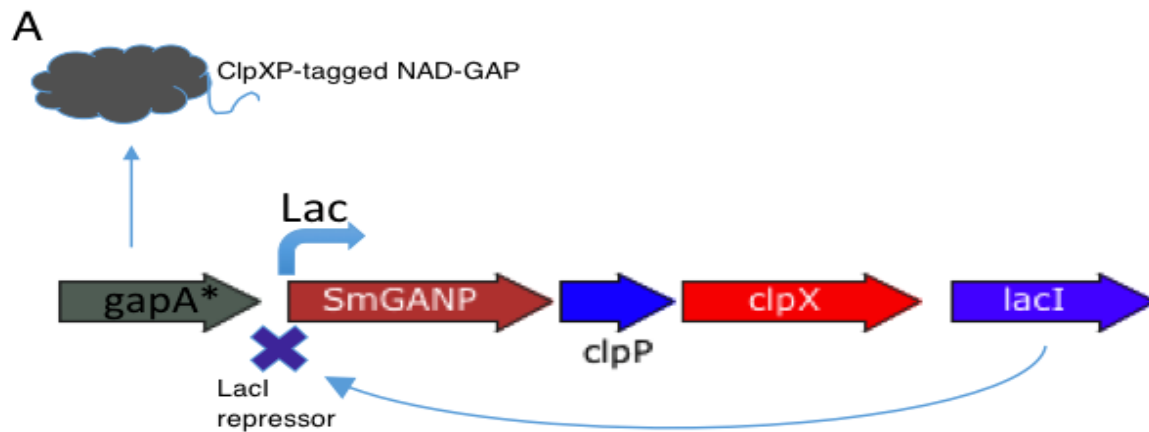 A
ClpXP-tagged NAD-GAP
Lac
gapA*
SmGANP
clpX
lacI
clpP
LacI
repressor